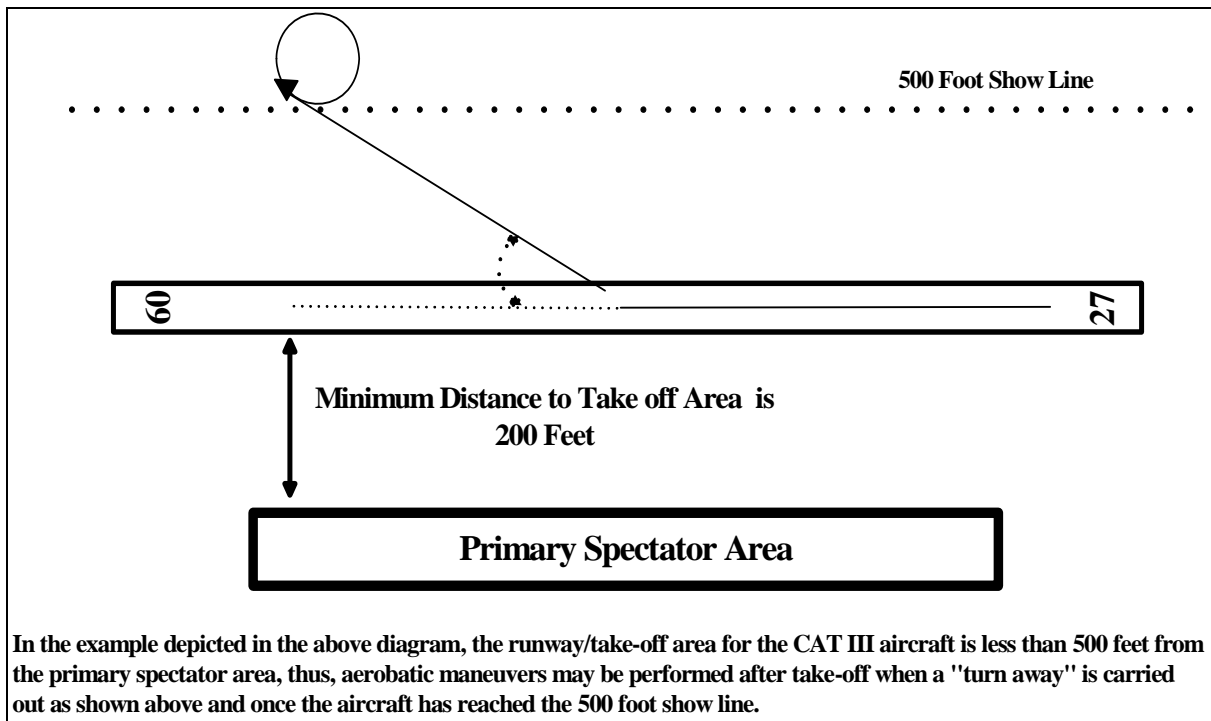 500 Foot Show Line
09
27
Minimum Distance to Take off Area is
200 Feet
Primary Spectator Area
In the example depicted in the above diagram, the runway/take-off area for the CAT III aircraft is less than 500 feet from
the primary spectator area, thus, aerobatic maneuvers may be performed after take-off when a "turn away" is carried
out as shown above and once the aircraft has reached the 500 foot show line.